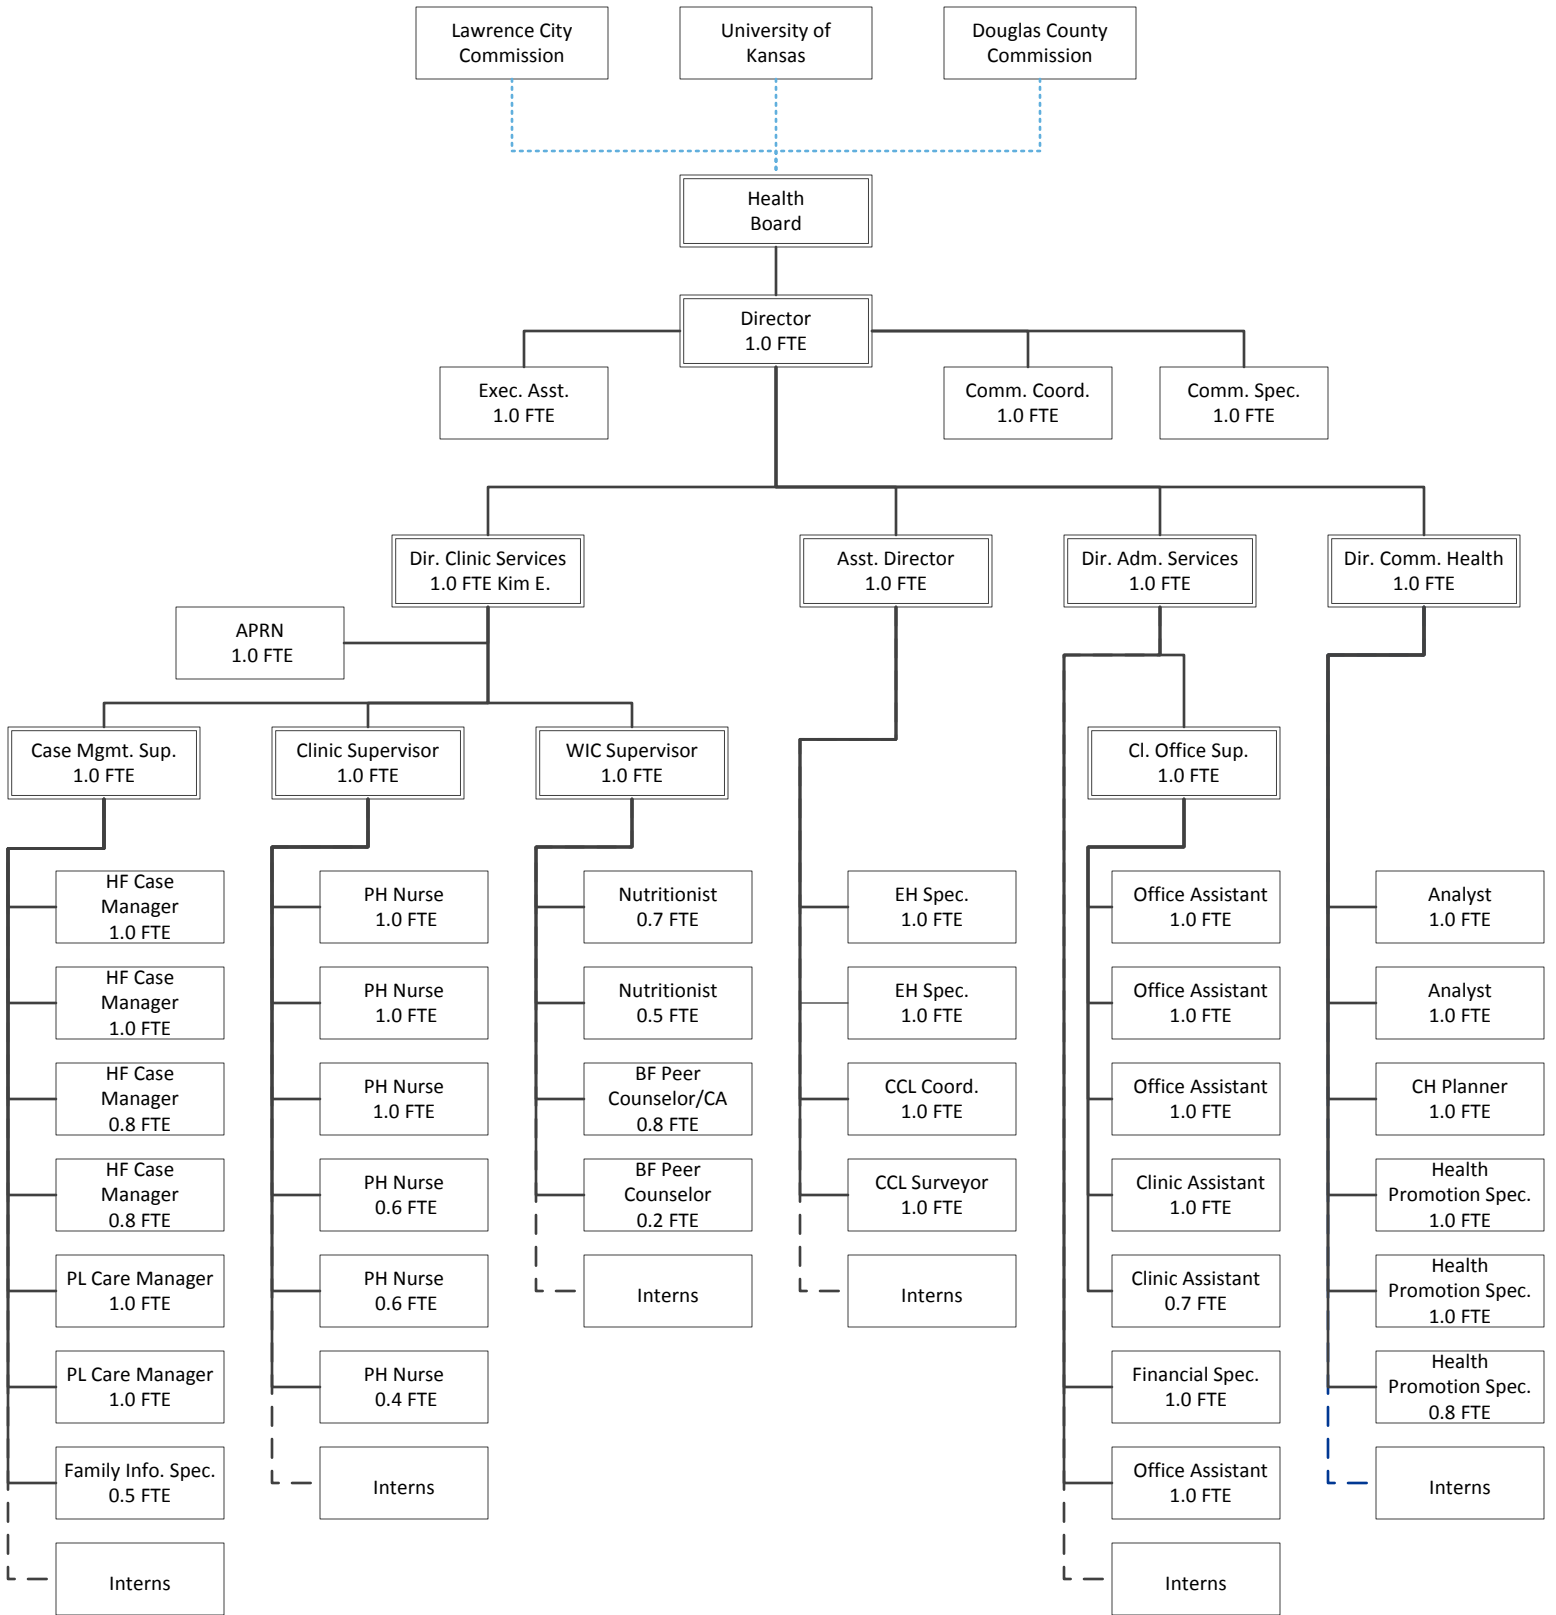 Lawrence City
Commission
University of
Kansas
Douglas County
Commission
Health
Board
Director
1.0 FTE
Exec. Asst.
1.0 FTE
Comm. Coord.
1.0 FTE
Comm. Spec.
1.0 FTE
Dir. Clinic Services
1.0 FTE Kim E.
Asst. Director
1.0 FTE
Dir. Adm. Services
1.0 FTE
Dir. Comm. Health
1.0 FTE
APRN
1.0 FTE
Case Mgmt. Sup.
1.0 FTE
Clinic Supervisor
1.0 FTE
WIC Supervisor
1.0 FTE
Cl. Office Sup.
1.0 FTE
HF Case
Manager
1.0 FTE
HF Case
Manager
1.0 FTE
HF Case
Manager
0.8 FTE
HF Case
Manager
0.8 FTE
PL Care Manager
1.0 FTE
PL Care Manager
1.0 FTE
Family Info. Spec.
0.5 FTE
Interns
PH Nurse
1.0 FTE
PH Nurse
1.0 FTE
PH Nurse
1.0 FTE
PH Nurse
0.6 FTE
PH Nurse
0.6 FTE
PH Nurse
0.4 FTE
Interns
Nutritionist
0.7 FTE
Nutritionist
0.5 FTE
BF Peer
Counselor/CA
0.8 FTE
BF Peer
Counselor
0.2 FTE
Interns
EH Spec.
1.0 FTE
EH Spec.
1.0 FTE
CCL Coord.
1.0 FTE
CCL Surveyor
1.0 FTE
Interns
Office Assistant
1.0 FTE
Office Assistant
1.0 FTE
Office Assistant
1.0 FTE
Clinic Assistant
1.0 FTE
Clinic Assistant
0.7 FTE
Financial Spec.
1.0 FTE
Office Assistant
1.0 FTE
Interns
Analyst
1.0 FTE
Analyst
1.0 FTE
CH Planner
1.0 FTE
Health
Promotion Spec.
1.0 FTE
Health
Promotion Spec.
1.0 FTE
Health
Promotion Spec.
0.8 FTE
Interns